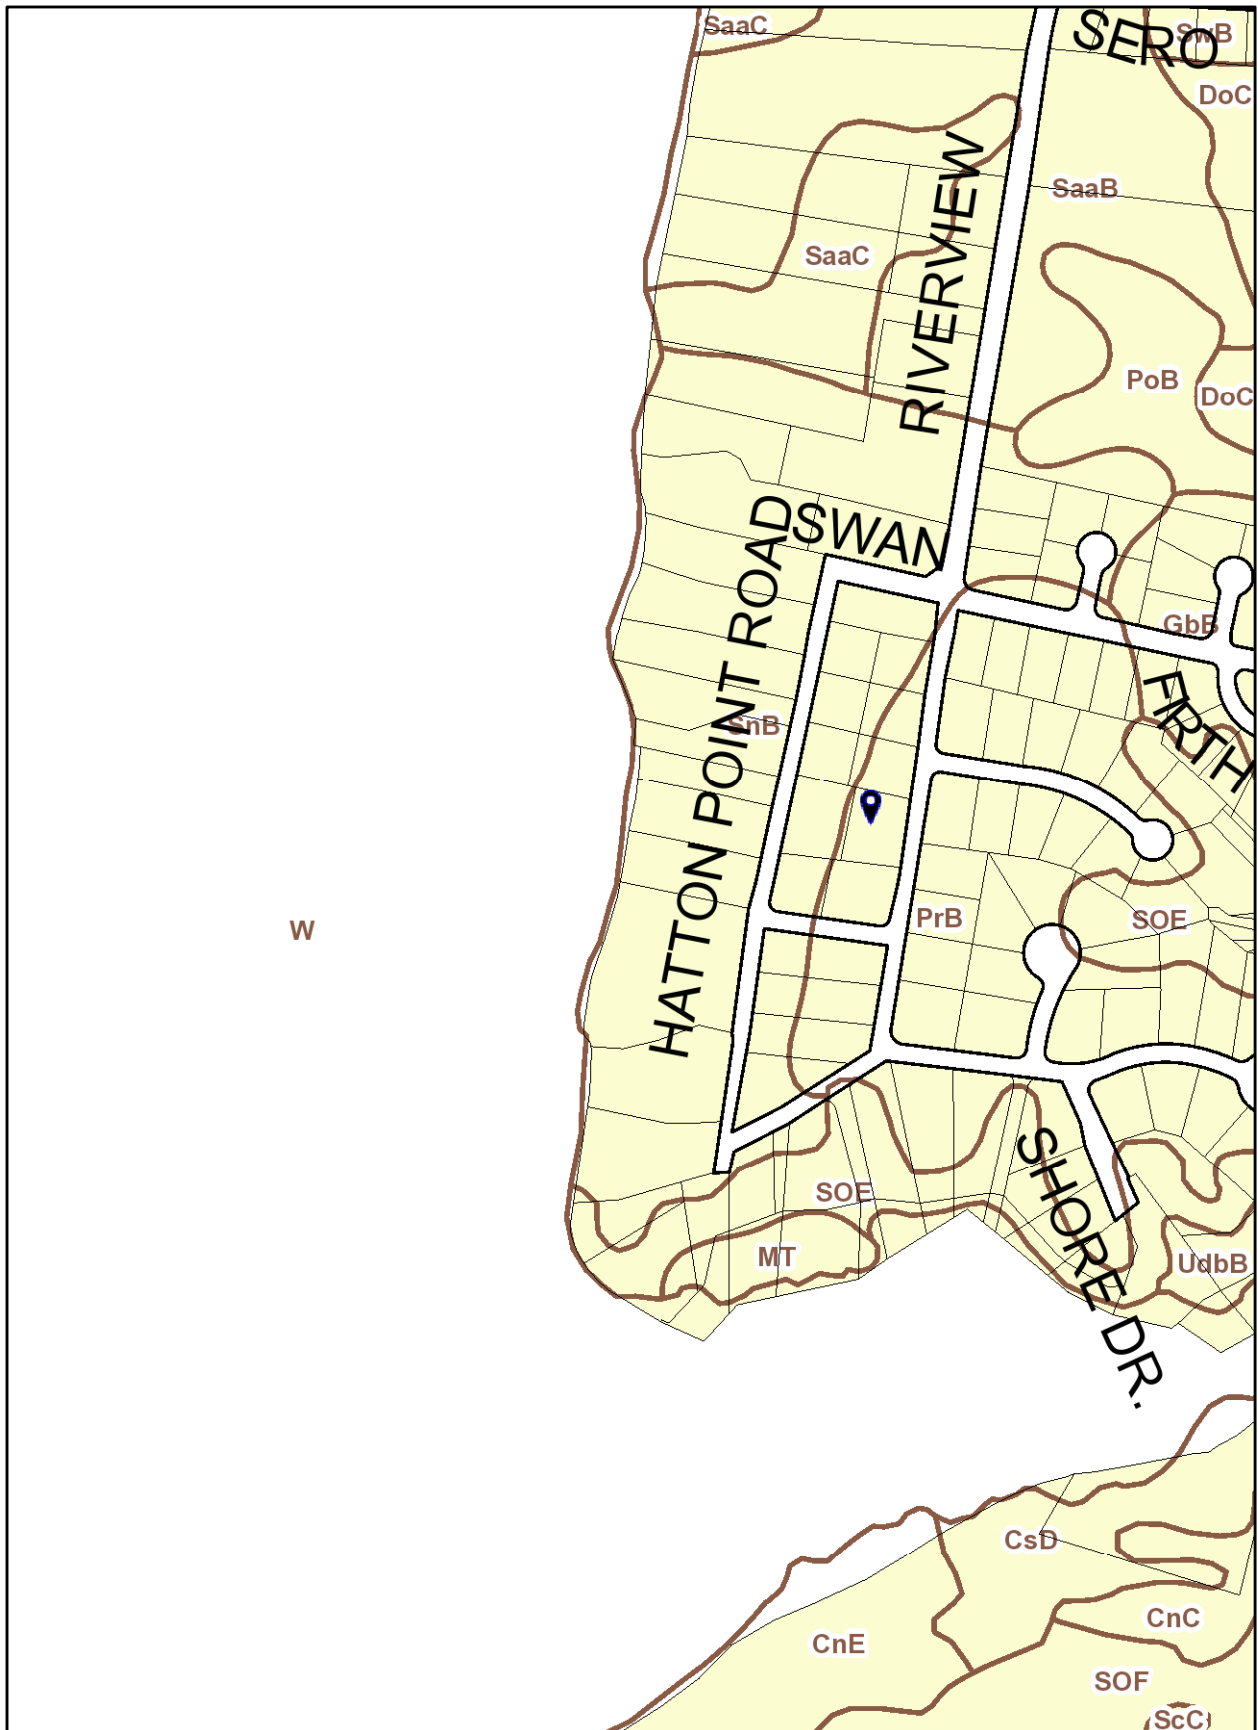 SaaC
SERO
SwB
DoC
SaaB
RIVERVIEW
SaaC
PoB
DoC
SWAN
HATTON POINT ROAD
GbB
FIRTH
SnB
PrB
SOE
W
SHORE DR.
SOE
MT
UdbB
CsD
CnC
CnE
SOF
ScC